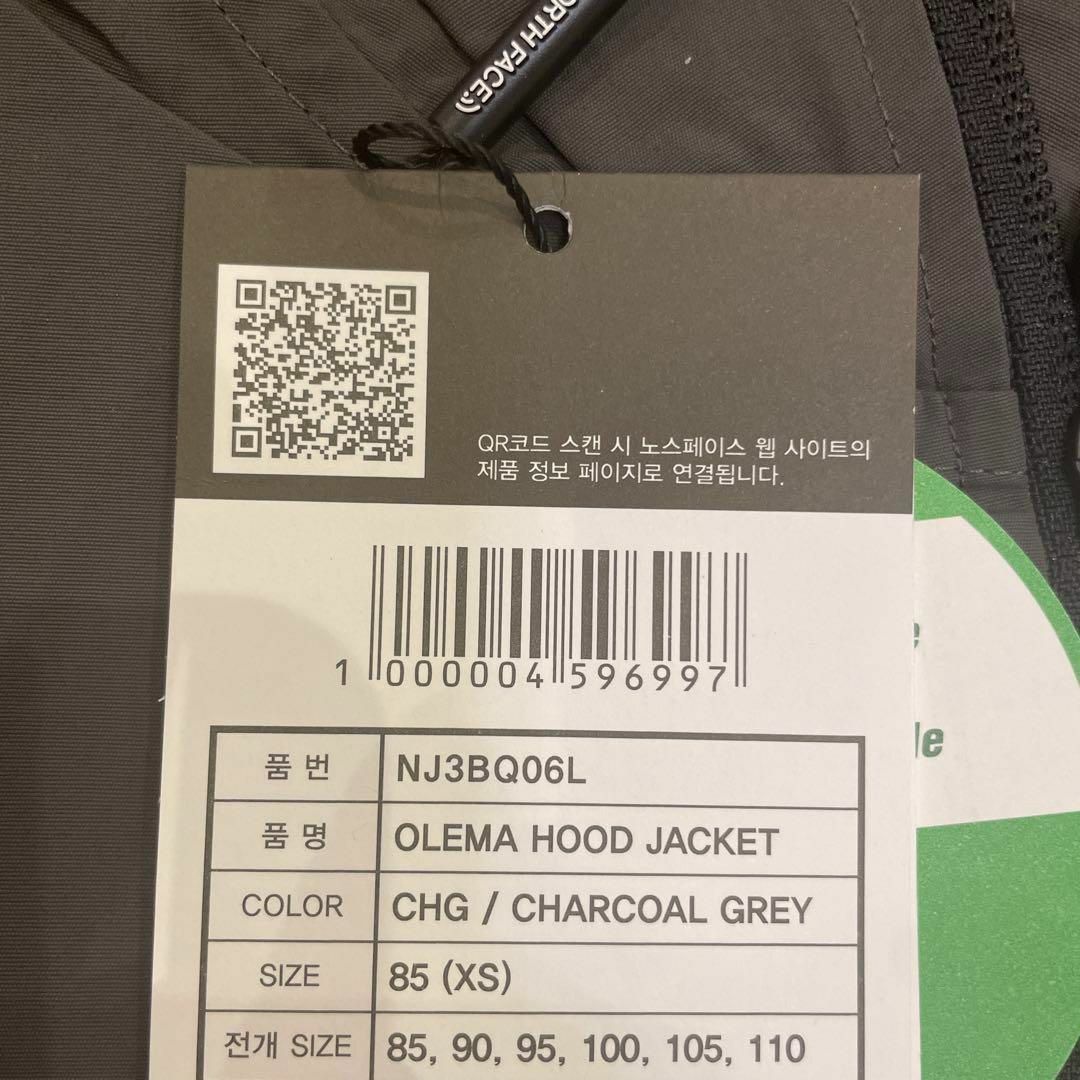 ORTH FACE
QR코드 스캔 시 노스페이스 웹 사이트의
제품 정보 페이지로 연결됩니다.
1 000004 596997
품 번 NJ3BQ06L
품 명 OLEMA HOOD JACKET
COLOR CHG / CHARCOAL GREY
SIZE 85 (XS)
전개 SIZE 85, 90, 95, 100, 105, 110